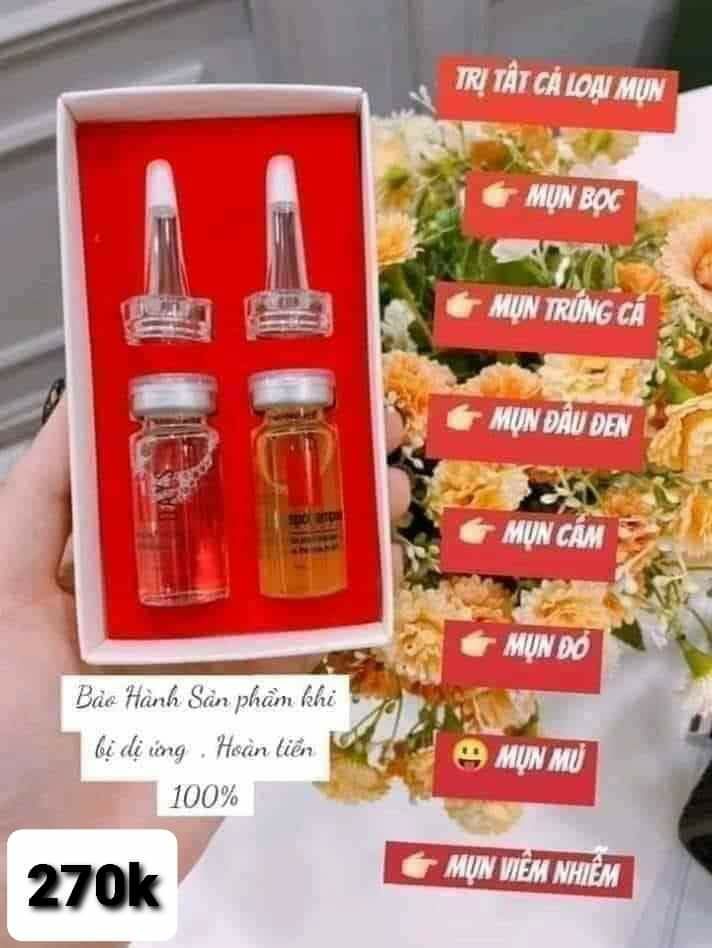 TRỊ TẤT CẢ LOẠI MỤN
👉 MỤN BỌC
👉 MỤN TRỨNG CÁ
👉 MỤN ĐẦU ĐEN
👉 MỤN CÁM
👉 MỤN ĐỎ
😀 MỤN MỦ
👉 MỤN VIÊM NHIỄM
Bảo Hành Sản phẩm khi
bị dị ứng . Hoàn tiền
100%
270k